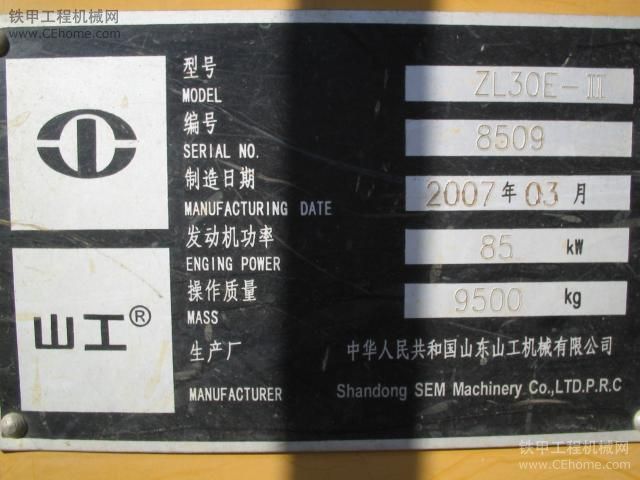 铁甲工程机械网
www.CEhome.com
型号
MODEL
ZL30E-III
编号
SERIAL NO.
8509
制造日期
MANUFACTURING DATE
2007年03月
发动机功率
ENGING POWER
85 kW
操作质量
MASS
9500 kg
山工®
生产厂
MANUFACTURER
中华人民共和国山东山工机械有限公司
Shandong SEM Machinery Co.,LTD.P.R.C
铁甲工程机械网
www.CEhome.com